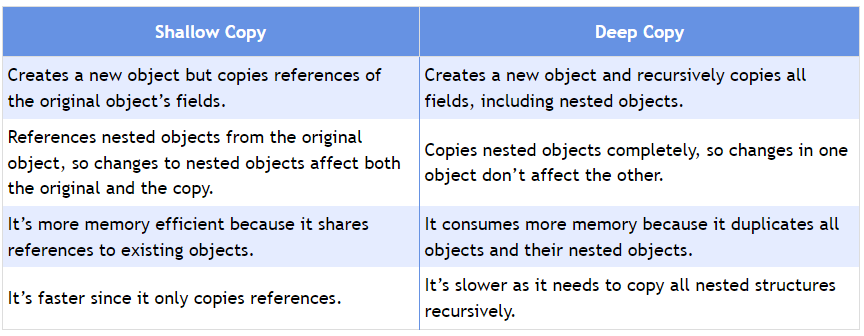 Shallow Copy
Deep Copy
Creates a new object but copies references of
the original object’s fields.
Creates a new object and recursively copies all
fields, including nested objects.
References nested objects from the original
object, so changes to nested objects affect both
the original and the copy.
Copies nested objects completely, so changes in one
object don’t affect the other.
It’s more memory efficient because it shares
references to existing objects.
It consumes more memory because it duplicates all
objects and their nested objects.
It’s faster since it only copies references.
It’s slower as it needs to copy all nested structures
recursively.